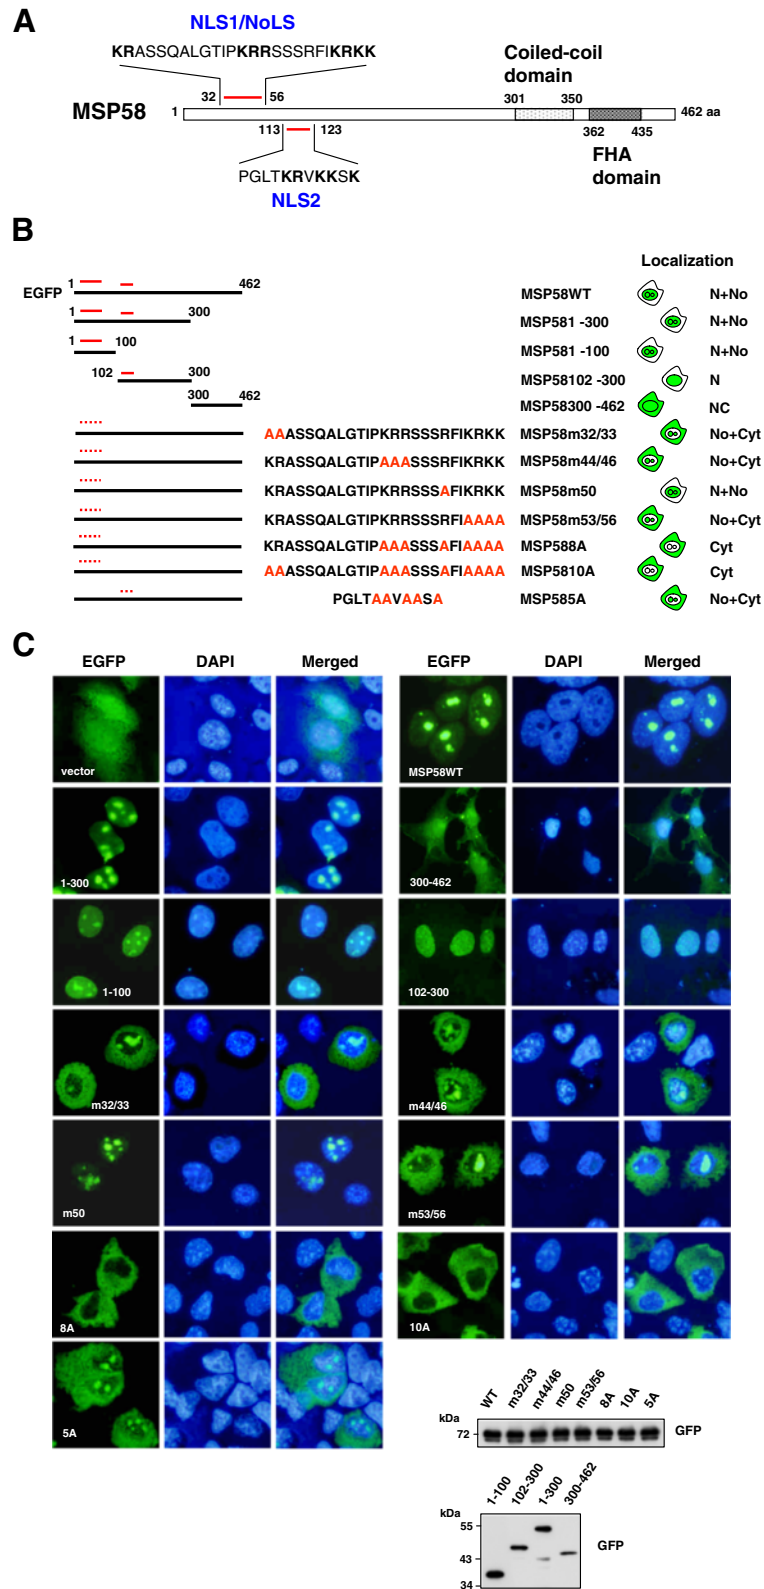 A
NLS1/NoLS
KRASSQALGTIPKRRSSSRFIKRKK
Coiled-coil
domain
32 56
301 350
MSP58 1 462 aa
113 123
362 435
FHA
domain
PGLTKRVKKSK
NLS2
B
Localization
EGFP 1 462 MSP58WT N+No
1 300 MSP581 -300 N+No
1 100 MSP581 -100 N+No
102 300 MSP58102 -300 N
300 462 MSP58300 -462 NC
AAASSQALGTIPKRRSSSRFIKRKK MSP58m32/33 No+Cyt
KRASSQALGTIPAAASSSRFIKRKK MSP58m44/46 No+Cyt
KRASSQALGTIPKRRSSSAFIKRKK MSP58m50 N+No
KRASSQALGTIPKRRSSSRFIAAAA MSP58m53/56 No+Cyt
KRASSQALGTIPAAASSSAFIAAAA MSP588A Cyt
AAASSQALGTIPAAASSSAFIAAAA MSP5810A Cyt
PGLTAAVAASA MSP585A No+Cyt
C
EGFP DAPI Merged EGFP DAPI Merged
vector MSP58WT
1-300 300-462
1-100 102-300
m32/33 m44/46
m50 m53/56
8A 10A
5A
WT m32/33 m44/46 m50 m53/56 8A 10A 5A
kDa
72 GFP
1-100 102-300 1-300 300-462
kDa
55
GFP
43
34